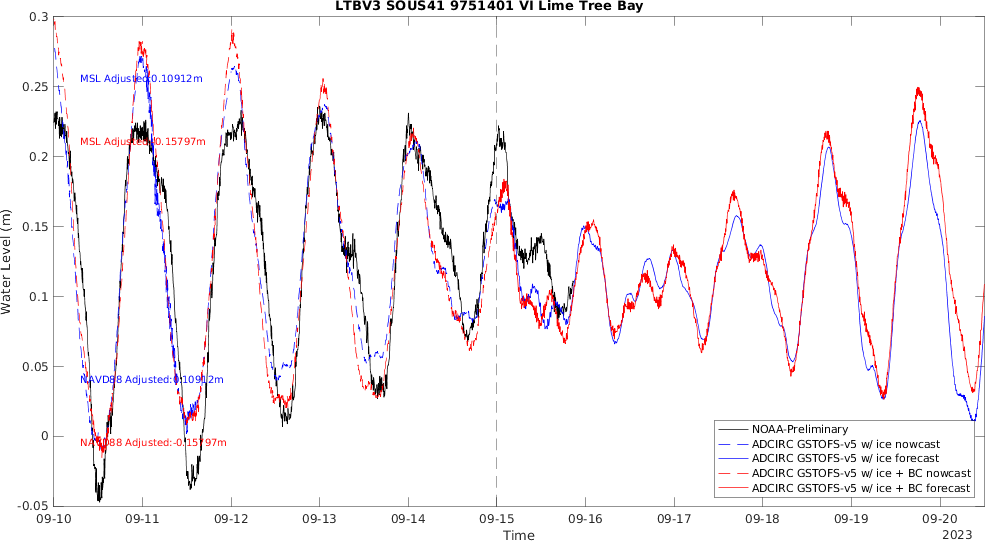 LTBV3 SOUS41 9751401 VI Lime Tree Bay
0.3
0.25
0.2
0.15
0.1
0.05
0
-0.05
Water Level (m)
MSL Adjusted:0.10912m
MSL Adjusted:-0.15797m
NAVD88 Adjusted:0.10912m
NAVD88 Adjusted:-0.15797m
NOAA-Preliminary
ADCIRC GSTOFS-v5 w/ ice nowcast
ADCIRC GSTOFS-v5 w/ ice forecast
ADCIRC GSTOFS-v5 w/ ice + BC nowcast
ADCIRC GSTOFS-v5 w/ ice + BC forecast
09-10 09-11 09-12 09-13 09-14 09-15 09-16 09-17 09-18 09-19 09-20
Time
2023